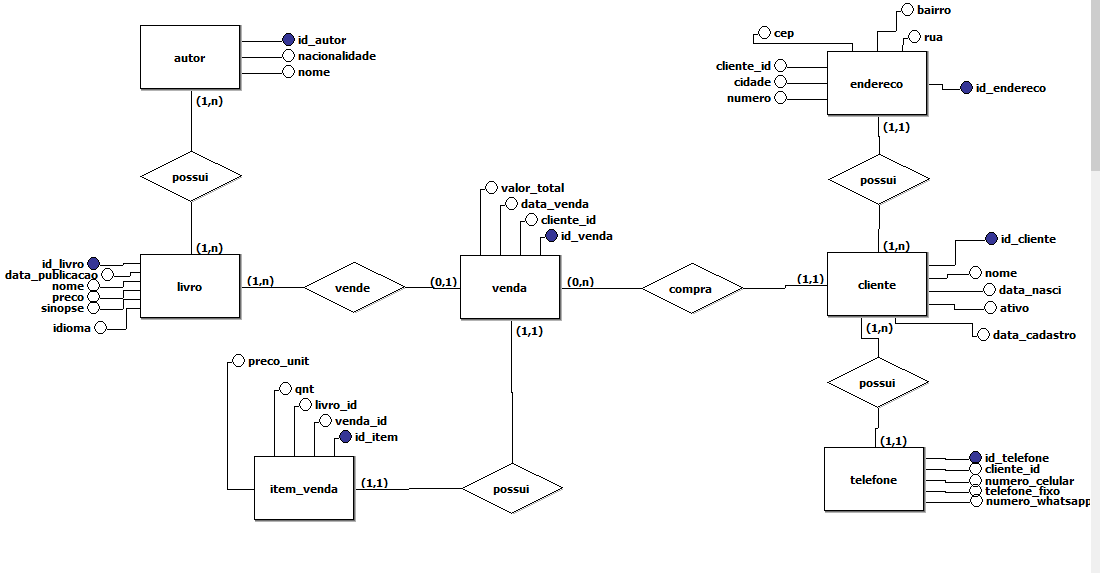 autor
id_autor
nacionalidade
nome
(1,n)
possui
(1,n)
livro
id_livro
data_publicacao
nome
preco
sinopse
idioma
(1,n)
vende
(0,1)
venda
valor_total
data_venda
cliente_id
id_venda
(0,n)
compra
(1,1)
cliente
id_cliente
nome
data_nasci
ativo
data_cadastro
(1,n)
possui
(1,1)
endereco
cep
bairro
rua
cliente_id
cidade
numero
id_endereco
(1,n)
possui
(1,1)
telefone
id_telefone
cliente_id
numero_celular
telefone_fixo
numero_whatsapp
(1,1)
possui
(1,1)
item_venda
preco_unit
qnt
livro_id
venda_id
id_item